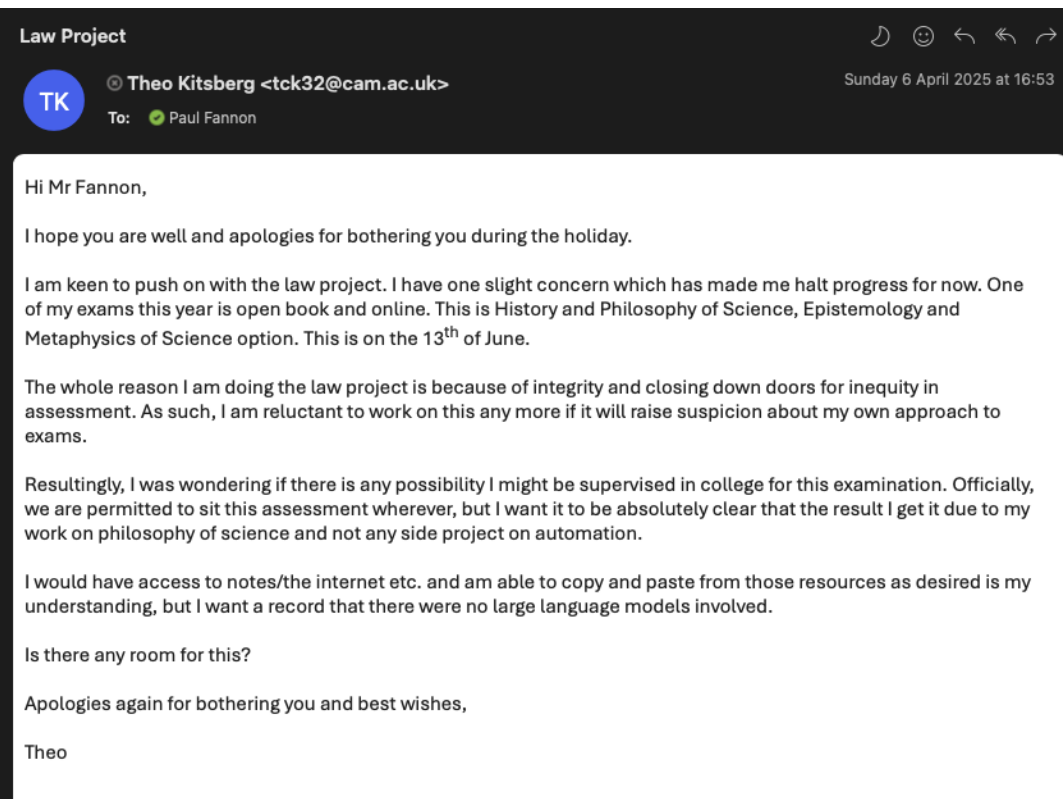 Law Project
Theo Kitsberg <tck32@cam.ac.uk>
Sunday 6 April 2025 at 16:53
TK
To: Paul Fannon
Hi Mr Fannon,
I hope you are well and apologies for bothering you during the holiday.
I am keen to push on with the law project. I have one slight concern which has made me halt progress for now. One
of my exams this year is open book and online. This is History and Philosophy of Science, Epistemology and
Metaphysics of Science option. This is on the 13th of June.
The whole reason I am doing the law project is because of integrity and closing down doors for inequity in
assessment. As such, I am reluctant to work on this any more if it will raise suspicion about my own approach to
exams.
Resultingly, I was wondering if there is any possibility I might be supervised in college for this examination. Officially,
we are permitted to sit this assessment wherever, but I want it to be absolutely clear that the result I get it due to my
work on philosophy of science and not any side project on automation.
I would have access to notes/the internet etc. and am able to copy and paste from those resources as desired is my
understanding, but I want a record that there were no large language models involved.
Is there any room for this?
Apologies again for bothering you and best wishes,
Theo